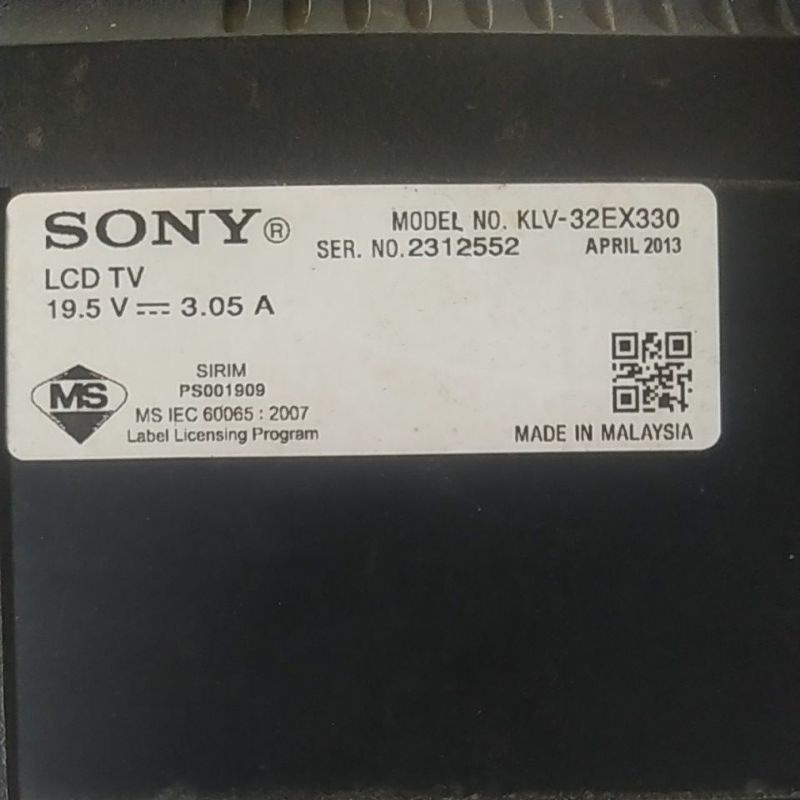 SONY®
MODEL NO. KLV-32EX330
SER. NO.2312552 APRIL 2013
LCD TV
19.5 V ⎓ 3.05 A
MS
SIRIM
PS001909
MS IEC 60065 : 2007
Label Licensing Program
MADE IN MALAYSIA